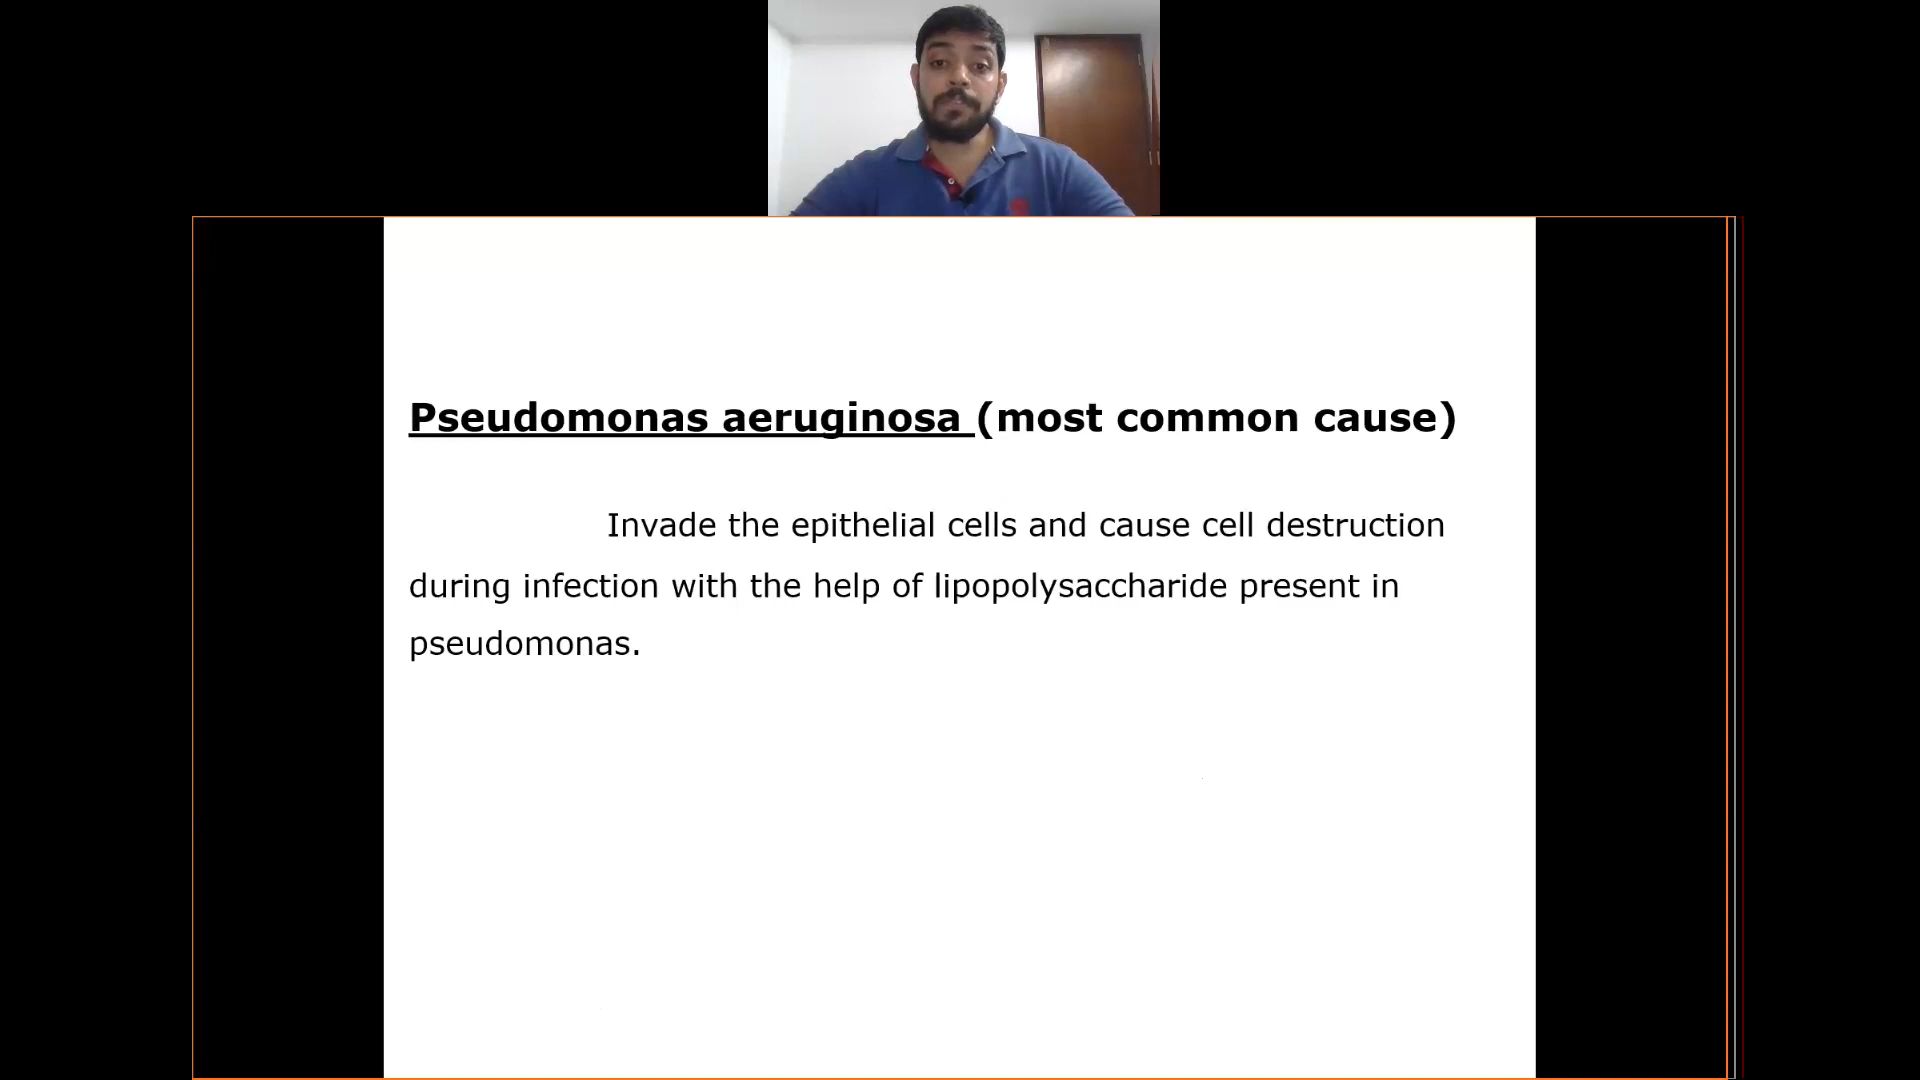 Pseudomonas aeruginosa (most common cause)
Invade the epithelial cells and cause cell destruction
during infection with the help of lipopolysaccharide present in
pseudomonas.